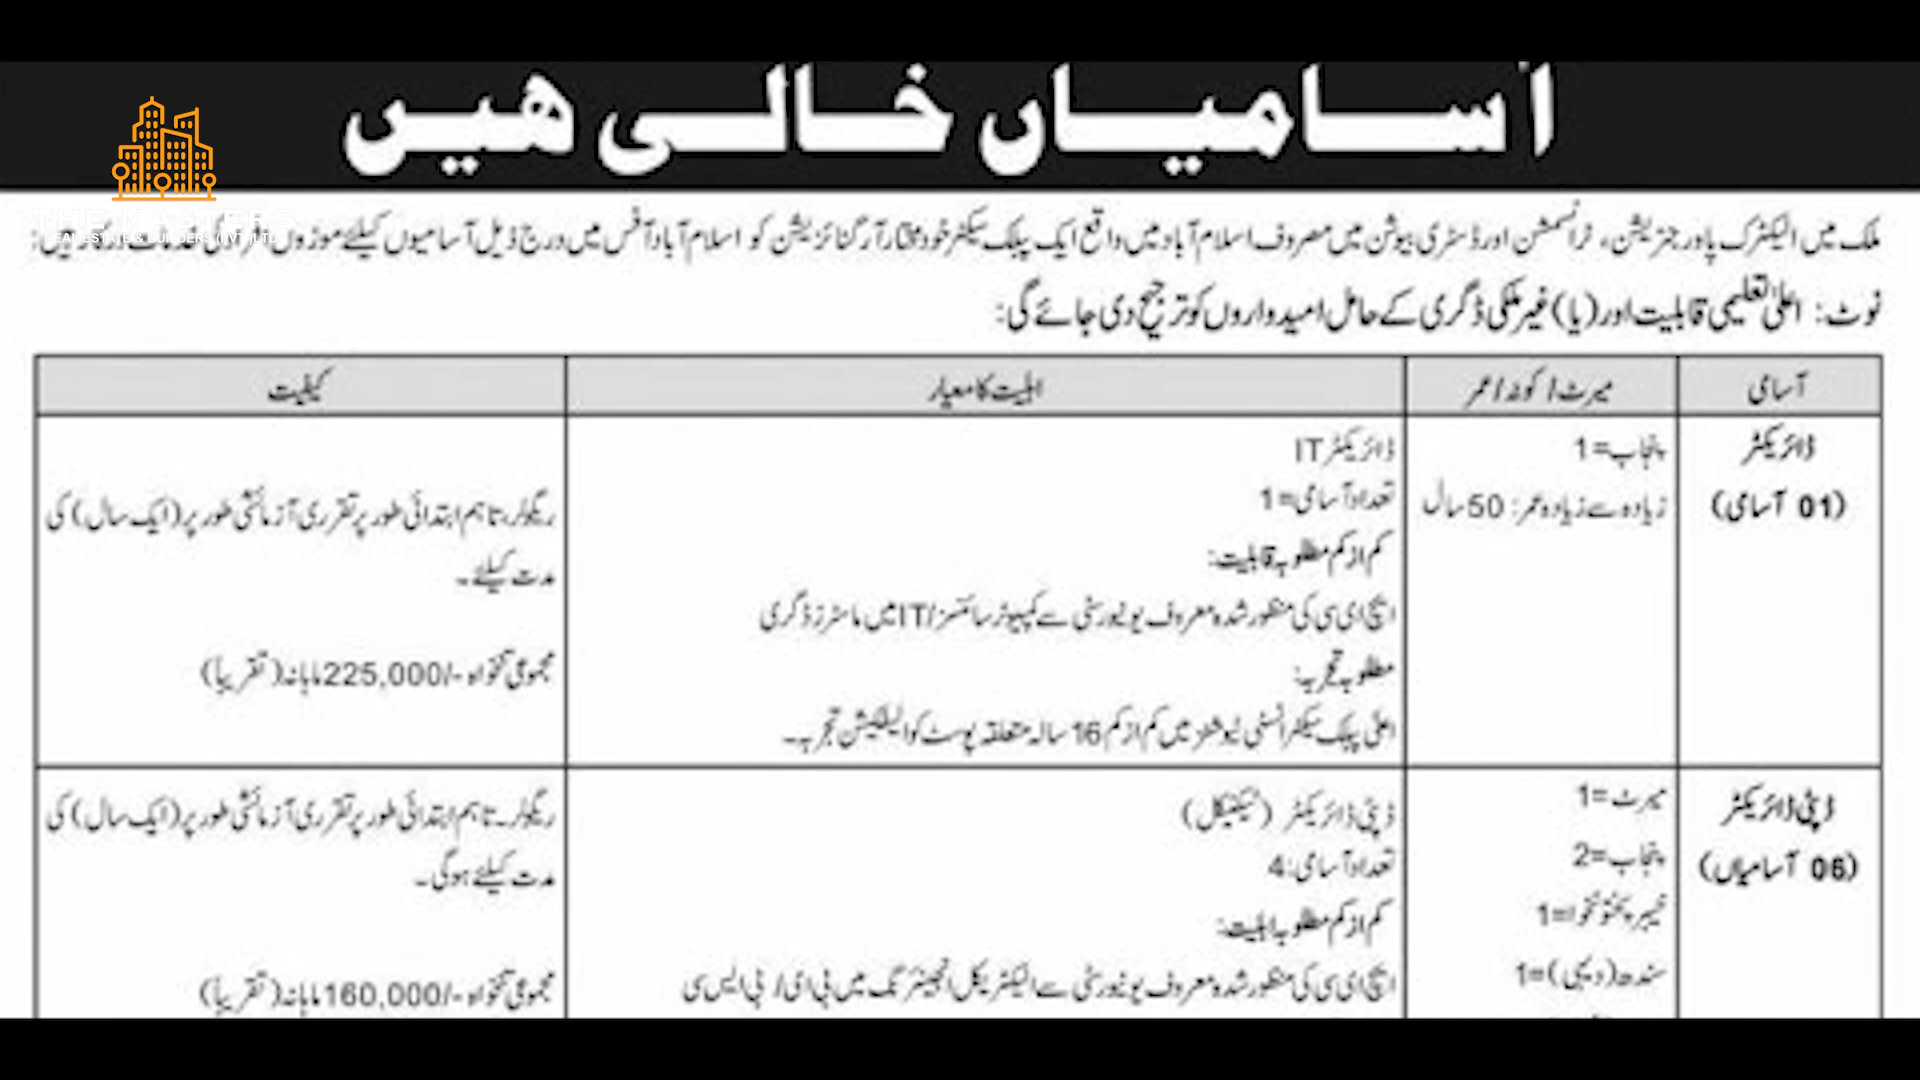 آسامیاں خالی ہیں
ملک میں الیکٹرک پاور جنریشن، ٹرانسمشن اور ڈسٹری بیوشن میں مصروف اسلام آباد میں واقع ایک پبلک سیکٹر خودمختار آرگنائزیشن کو اسلام آباد آفس میں درج ذیل آسامیوں کیلئے موزوں
نوٹ: اعلیٰ تعلیمی قابلیت اور (یا) غیر ملکی ڈگری کے حامل امیدواروں کو ترجیح دی جائے گی:
آسامی
میرٹ / کوٹہ / عمر
اہلیت کا معیار
کیفیت
ڈائریکٹر
(01 آسامی)
پنجاب=1
زیادہ سے زیادہ عمر: 50 سال
ڈائریکٹر IT
تعداد آسامی=1
کم از کم مطلوبہ قابلیت:
ایچ ای سی کی منظور شدہ معروف یونیورسٹی سے کمپیوٹر سائنسز/IT میں ماسٹرز ڈگری
مطلوبہ تجربہ:
اعلیٰ پبلک سیکٹر انسٹی ٹیوشنز میں کم از کم 16 سالہ متعلقہ پوسٹ کوالیفکیشن تجربہ۔
ریگولر۔ تاہم ابتدائی طور پر تقرری آزمائشی طور پر (ایک سال) کی
مدت کیلئے۔
مجموعی تنخواہ -/225,000 ماہانہ (تقریباً)
ڈپٹی ڈائریکٹر
(06 آسامیاں)
میرٹ=1
پنجاب=2
خیبر پختونخوا=1
سندھ (دیہی)=1
ڈپٹی ڈائریکٹر (ٹیکنیکل)
تعداد آسامی:4
کم از کم مطلوبہ اہلیت:
ایچ ای سی کی منظور شدہ معروف یونیورسٹی سے الیکٹریکل انجینئرنگ میں بی ای/ بی ایس سی
ریگولر۔ تاہم ابتدائی طور پر تقرری آزمائشی طور پر (ایک سال) کی
مدت کیلئے ہوگی۔
مجموعی تنخواہ -/160,000 ماہانہ (تقریباً)
THE MASTERS
REAL ESTATE & BUILDERS (PVT) LTD